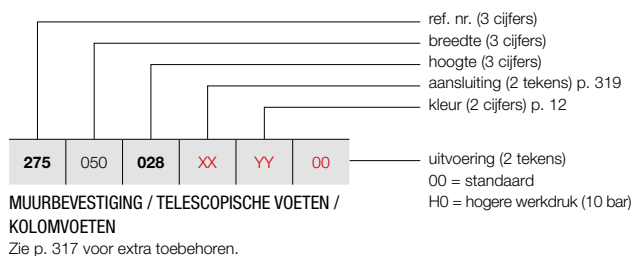 ref. nr. (3 cijfers)
breedte (3 cijfers)
hoogte (3 cijfers)
aansluiting (2 tekens) p. 319
kleur (2 cijfers) p. 12
275 050 028 XX YY 00
uitvoering (2 tekens)
00 = standaard
H0 = hogere werkdruk (10 bar)
MUURBEVESTIGING / TELESCOPISCHE VOETEN /
KOLOMVOETEN
Zie p. 317 voor extra toebehoren.